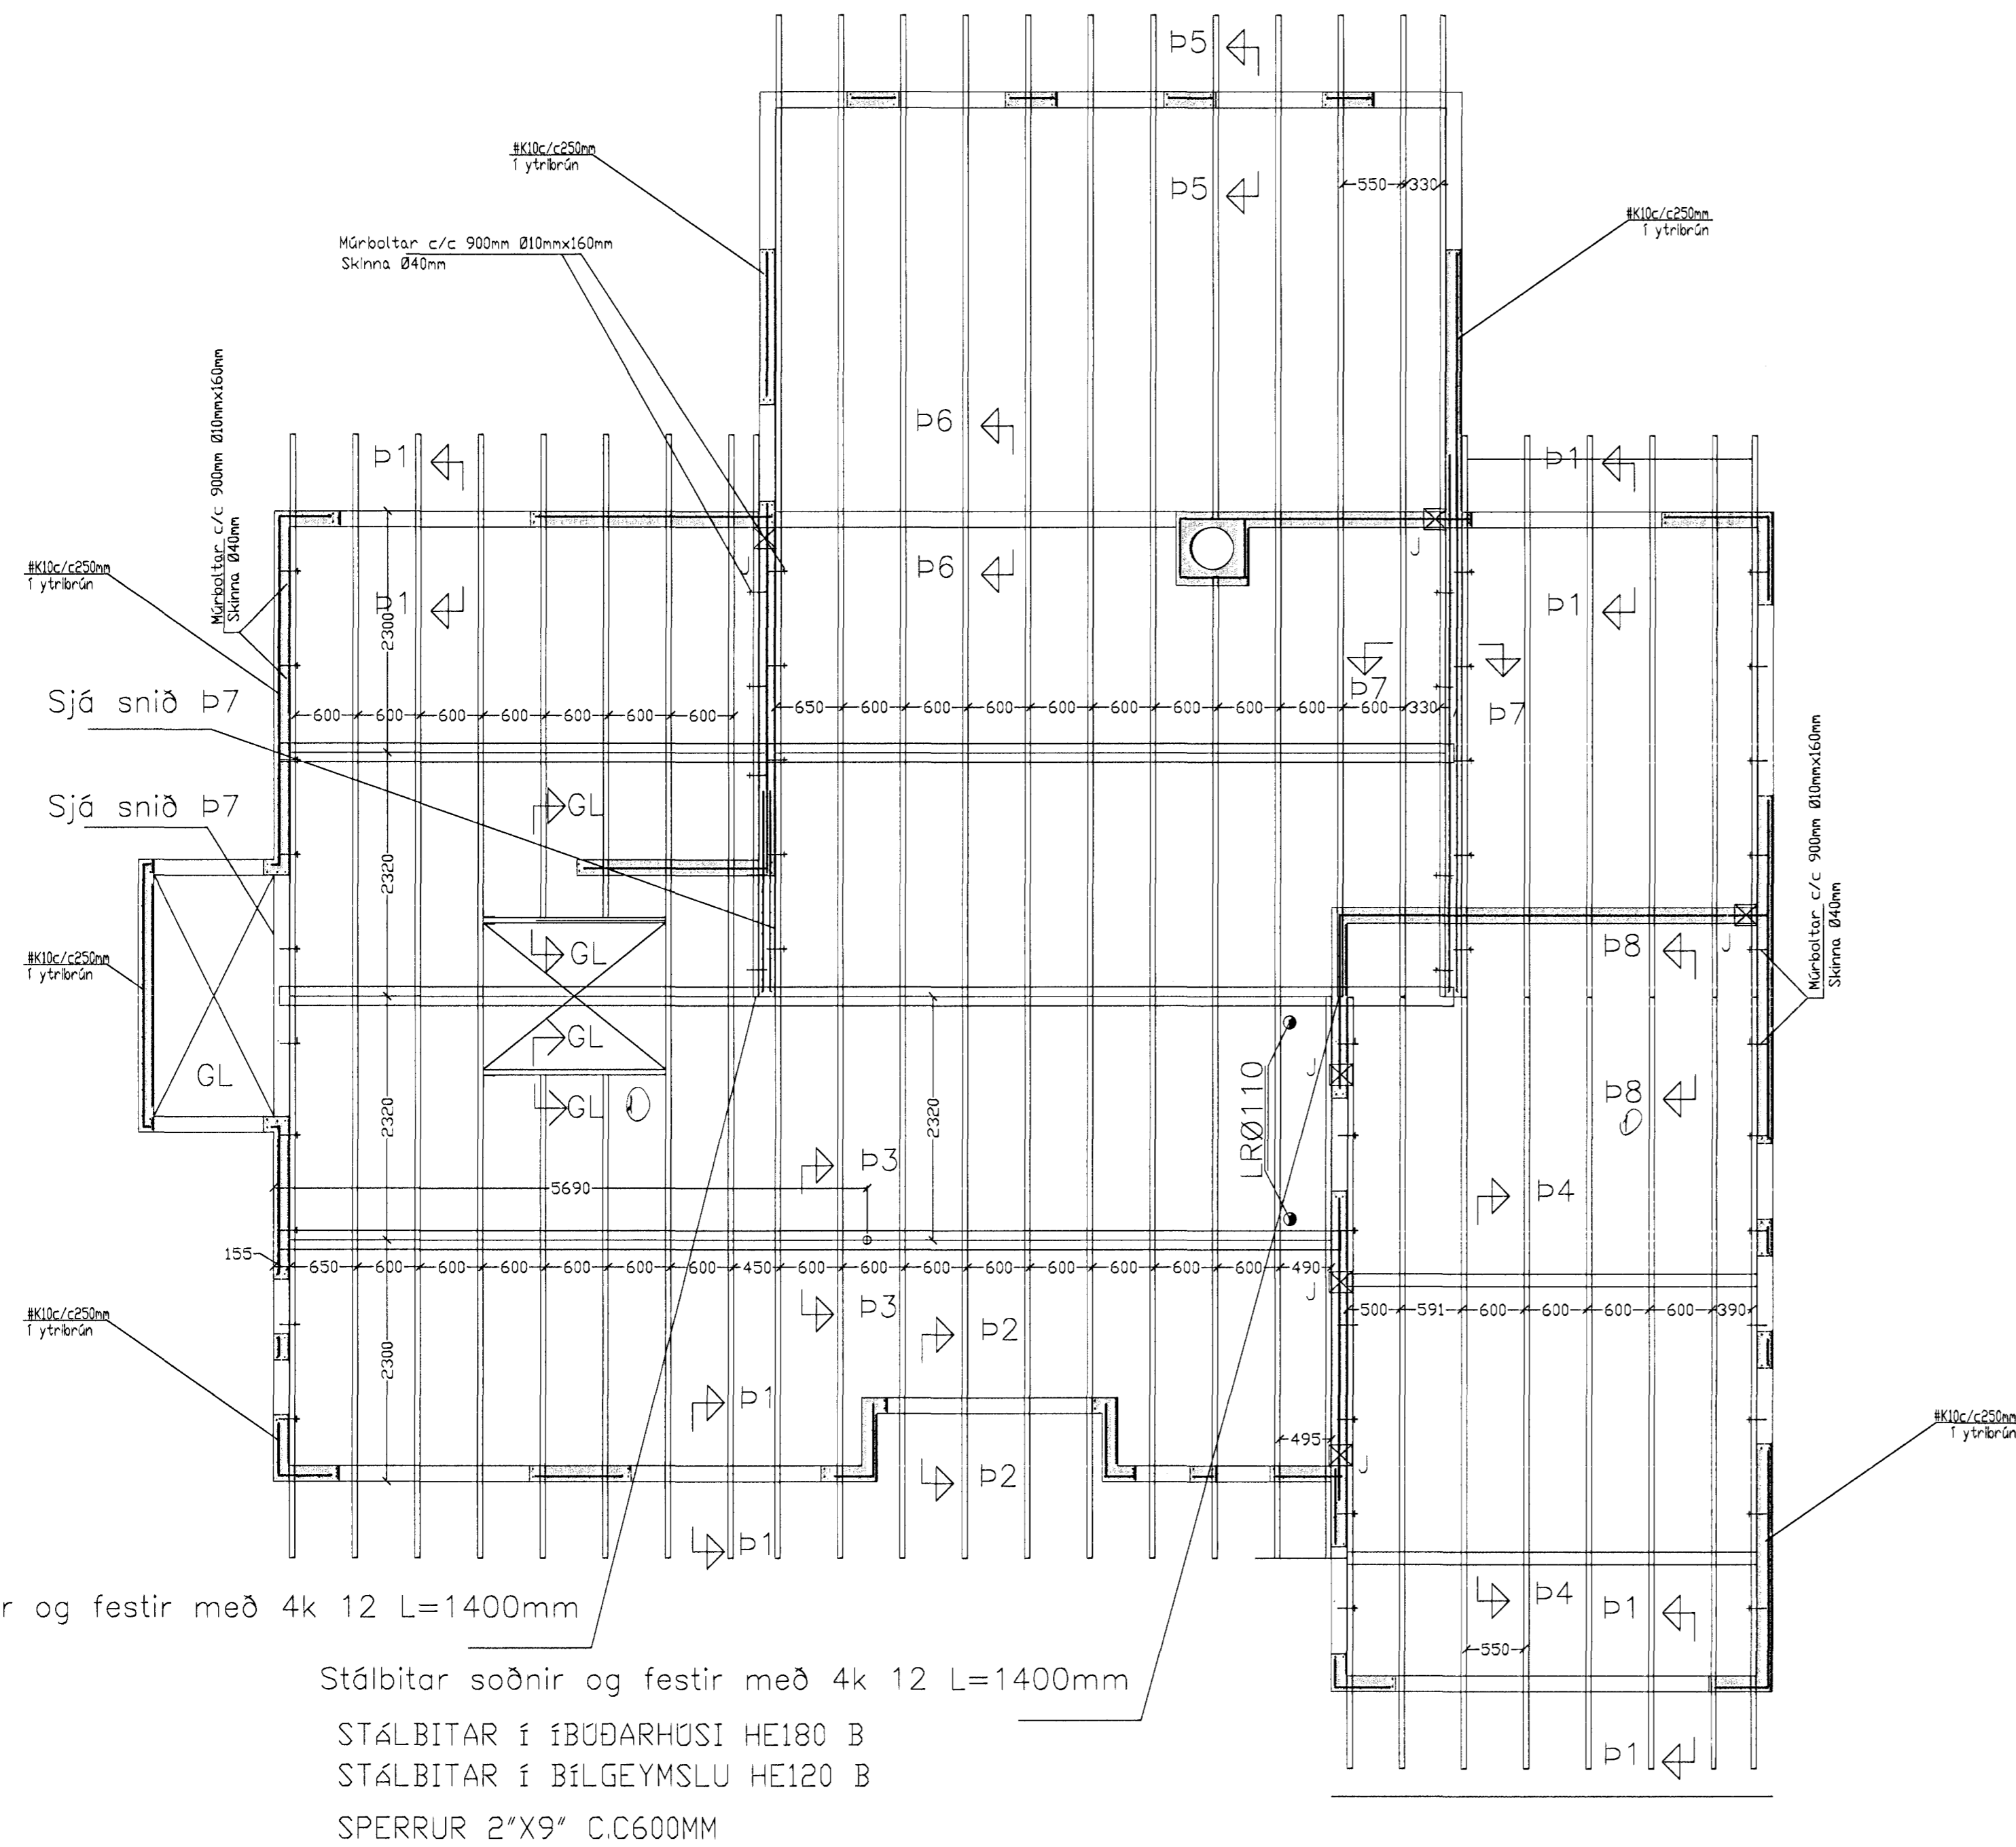 Þ5
#K10c/c250mm
í ytribrún
Þ5
550 330
#K10c/c250mm
í ytribrún
Múrboltar c/c 900mm Ø10mmx160mm
Skinna Ø40mm
Múrboltar c/c 900mm Ø10mmx160mm
Skinna Ø40mm
Þ1
Þ6
Þ1
#K10c/c250mm
í ytribrún
J
Þ6
J
Þ1
2300
Þ1
Sjá snið Þ7
Þ7
Þ7
600 600 600 600 600 600 600
650 600 600 600 600 600 600 600 600 600 330
Sjá snið Þ7
GL
2320
Múrboltar c/c 900mm Ø10mmx160mm
Skinna Ø40mm
#K10c/c250mm
í ytribrún
GL
Þ8
J
GL
GL
J
LRØ110
Þ8
GL
2320
2320
Þ3
5690
Þ4
155
650 600 600 600 600 600 600 450 600 600 600 600 600 600 600 600 490
#K10c/c250mm
í ytribrún
Þ3
J
500 591 600 600 600 600 390
Þ2
2300
Þ1
495
J
#K10c/c250mm
í ytribrún
Þ2
Þ1
r og festir með 4k 12 L=1400mm
Þ4
Þ1
550
Stálbitar soðnir og festir með 4k 12 L=1400mm
STÁLBITAR Í ÍBÚÐARHÚSI HE180 B
Þ1
STÁLBITAR Í BÍLGEYMSLU HE120 B
SPERRUR 2"X9" C.C600MM